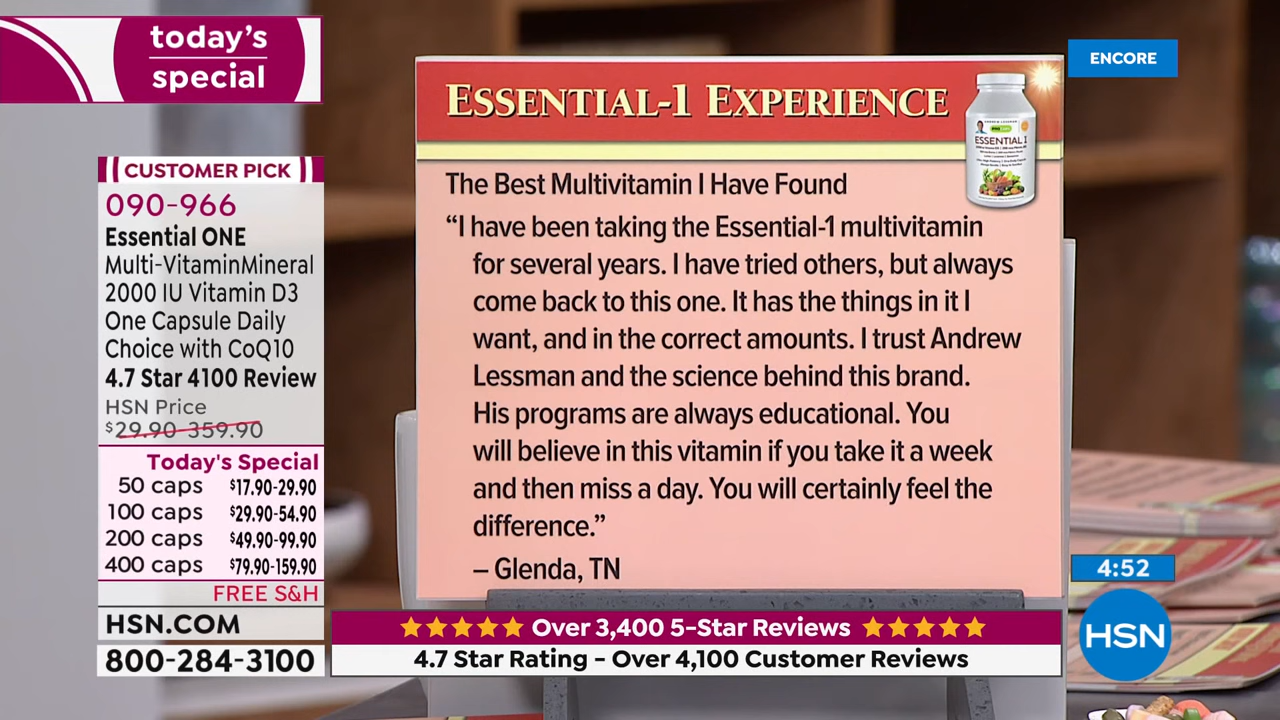 today's
special
ENCORE
ESSENTIAL-1 EXPERIENCE
ESSENTIAL 1
The Best Multivitamin I Have Found
“I have been taking the Essential-1 multivitamin
for several years. I have tried others, but always
come back to this one. It has the things in it I
want, and in the correct amounts. I trust Andrew
Lessman and the science behind this brand.
His programs are always educational. You
will believe in this vitamin if you take it a week
and then miss a day. You will certainly feel the
difference.”
– Glenda, TN
CUSTOMER PICK
090-966
Essential ONE
Multi-VitaminMineral
2000 IU Vitamin D3
One Capsule Daily
Choice with CoQ10
4.7 Star 4100 Review
HSN Price
$29.90-359.90
Today's Special
50 caps $17.90-29.90
100 caps $29.90-54.90
200 caps $49.90-99.90
400 caps $79.90-159.90
FREE S&H
HSN.COM
800-284-3100
Over 3,400 5-Star Reviews
4.7 Star Rating – Over 4,100 Customer Reviews
4:52
HSN